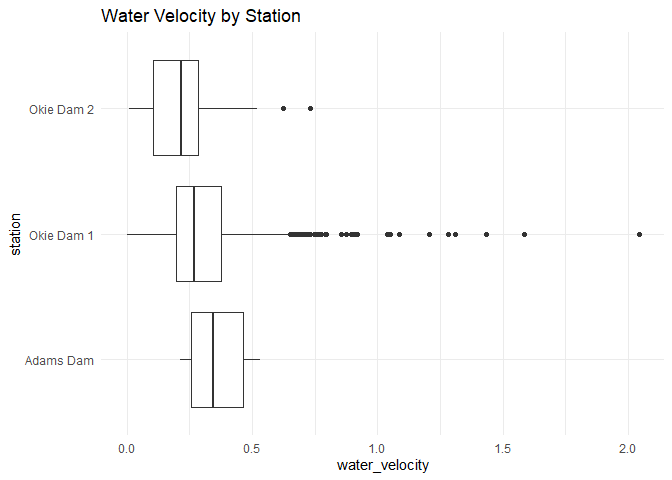 Water Velocity by Station
station
Okie Dam 2
Okie Dam 1
Adams Dam
0.0 0.5 1.0 1.5 2.0
water_velocity